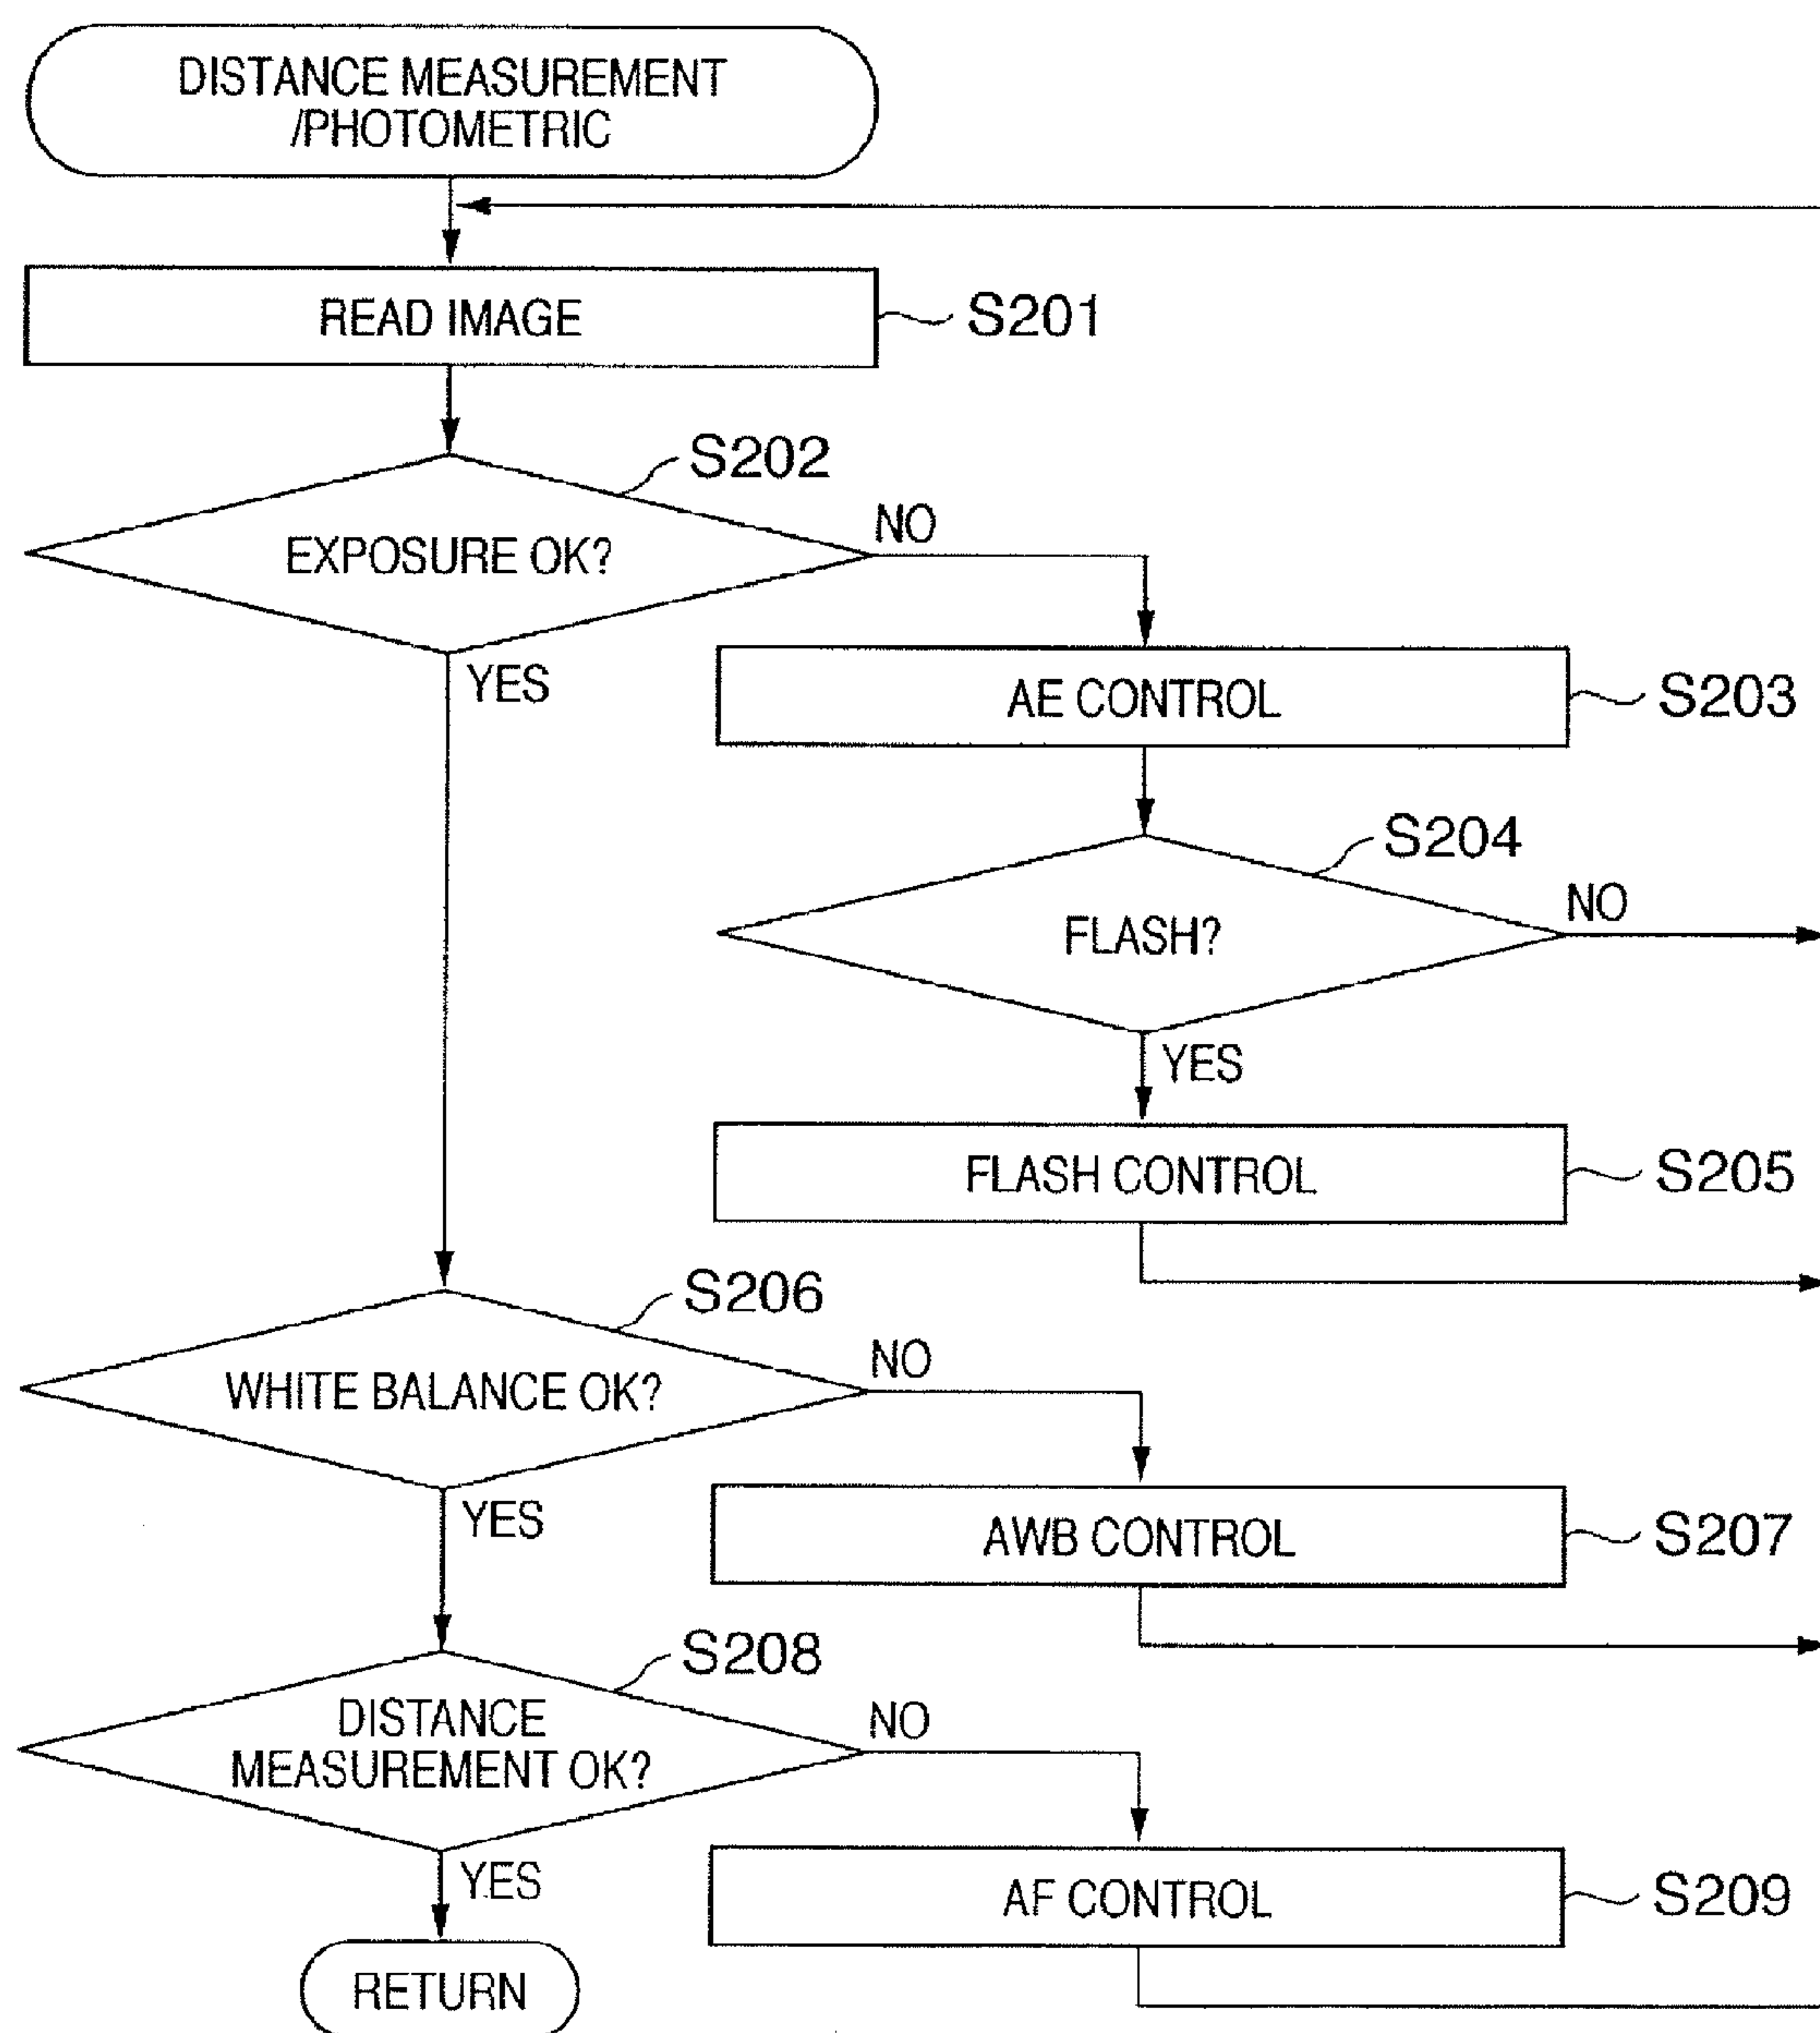 DISTANCE MEASUREMENT
/PHOTOMETRIC
READ IMAGE
S201
S202
EXPOSURE OK?
NO
YES
AE CONTROL
S203
S204
FLASH?
NO
YES
FLASH CONTROL
S205
S206
WHITE BALANCE OK?
NO
YES
AWB CONTROL
S207
S208
DISTANCE
MEASUREMENT OK?
NO
YES
AF CONTROL
S209
RETURN